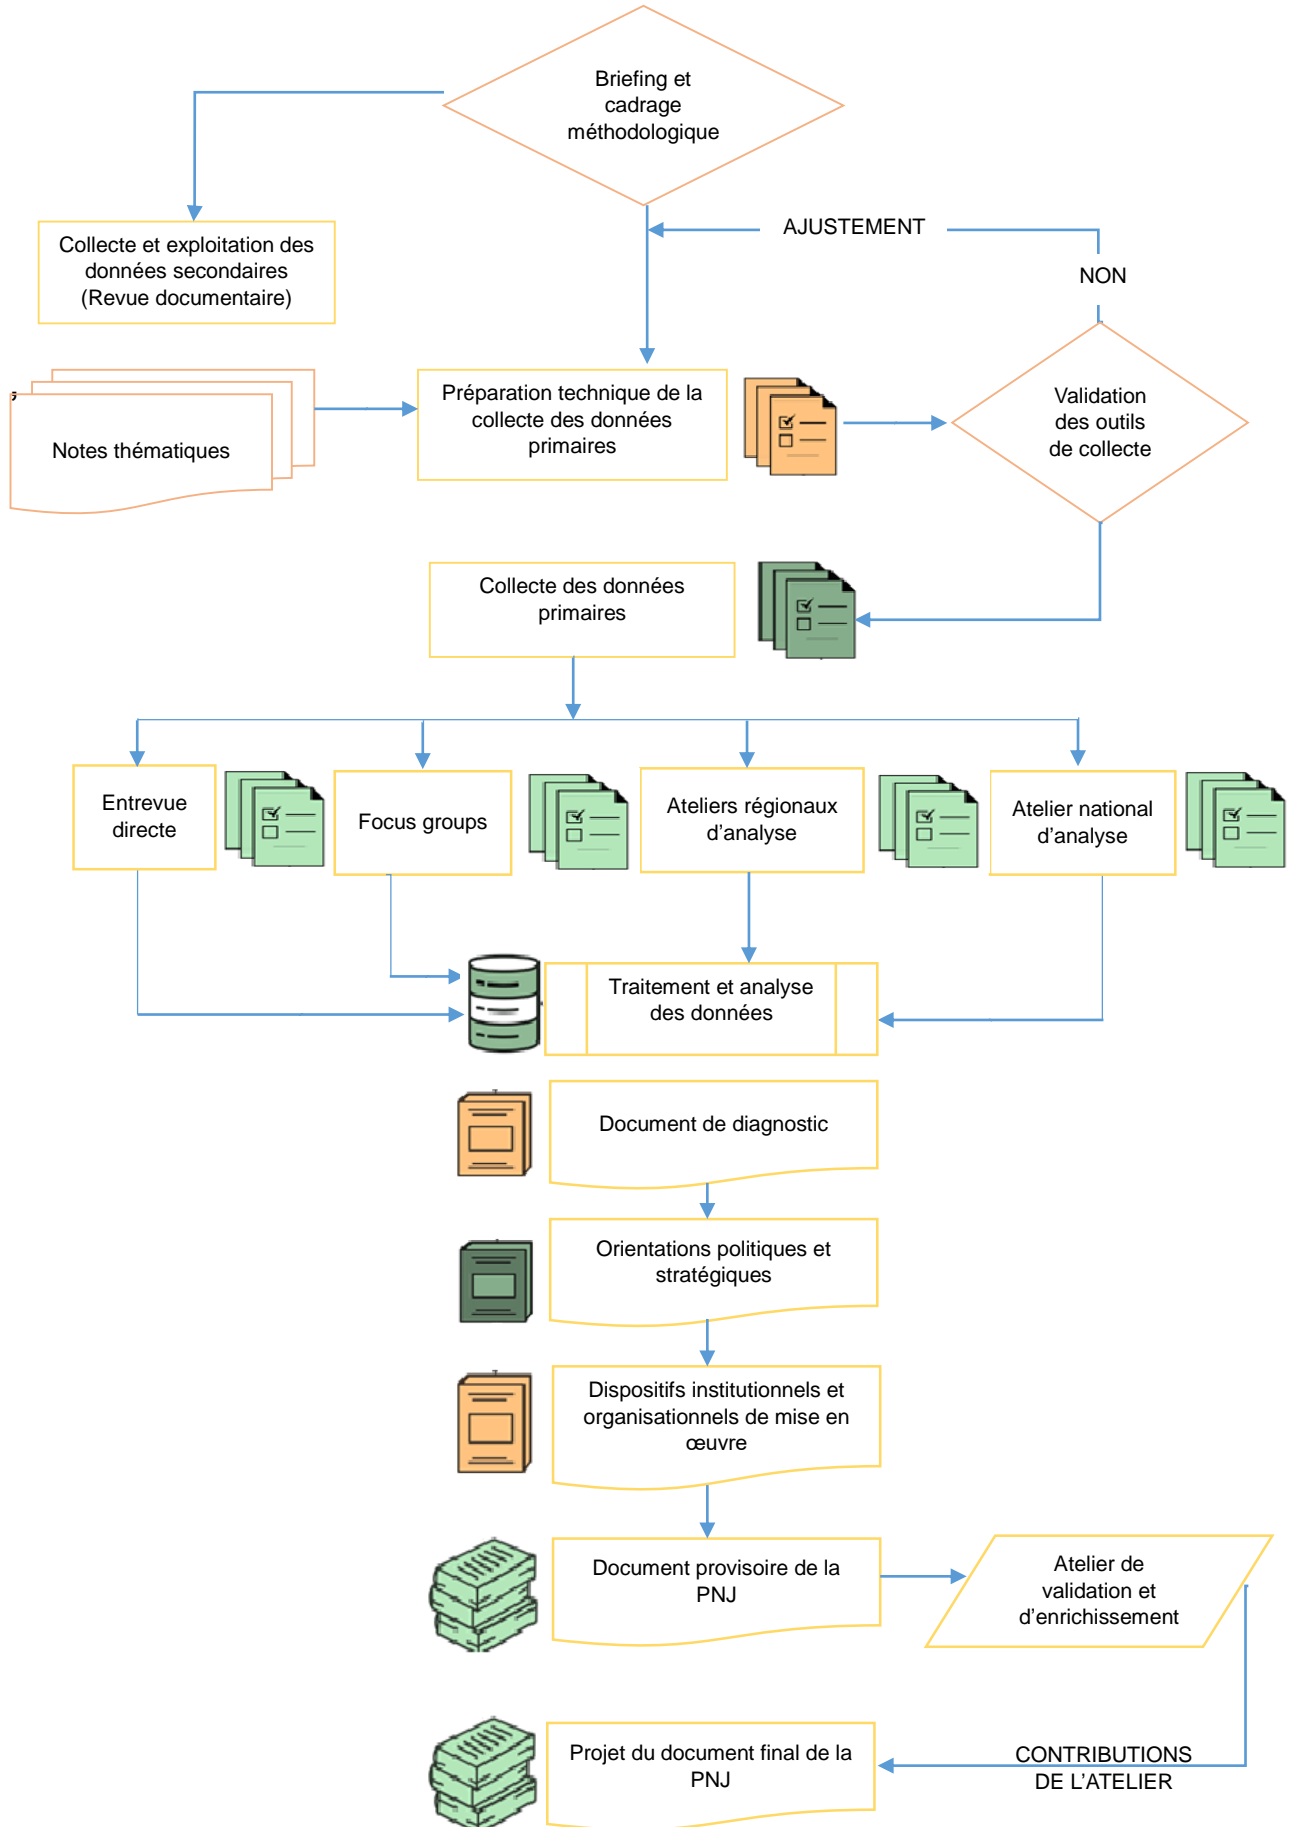 Briefing et
cadrage
méthodologique
Collecte et exploitation des
données secondaires
(Revue documentaire)
AJUSTEMENT
NON
Notes thématiques
Préparation technique de la
collecte des données
primaires
Validation
des outils
de collecte
Collecte des données
primaires
Entrevue
directe
Focus groups
Ateliers régionaux
d’analyse
Atelier national
d’analyse
Traitement et analyse
des données
Document de diagnostic
Orientations politiques et
stratégiques
Dispositifs institutionnels et
organisationnels de mise en
œuvre
Document provisoire de la
PNJ
Atelier de
validation et
d’enrichissement
Projet du document final de la
PNJ
CONTRIBUTIONS
DE L’ATELIER